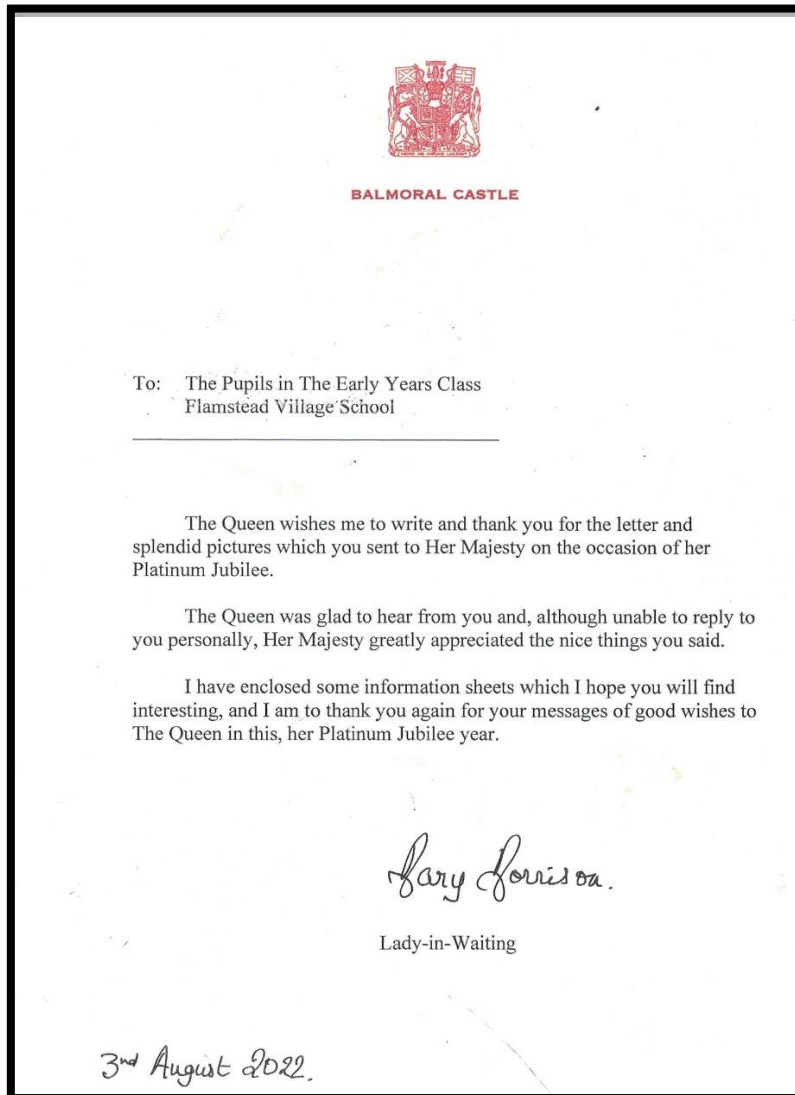 BALMORAL CASTLE
To: The Pupils in The Early Years Class
Flamstead Village School
The Queen wishes me to write and thank you for the letter and
splendid pictures which you sent to Her Majesty on the occasion of her
Platinum Jubilee.
The Queen was glad to hear from you and, although unable to reply to
you personally, Her Majesty greatly appreciated the nice things you said.
I have enclosed some information sheets which I hope you will find
interesting, and I am to thank you again for your messages of good wishes to
The Queen in this, her Platinum Jubilee year.
Mary Morrison.
Lady-in-Waiting
3nd August 2022.